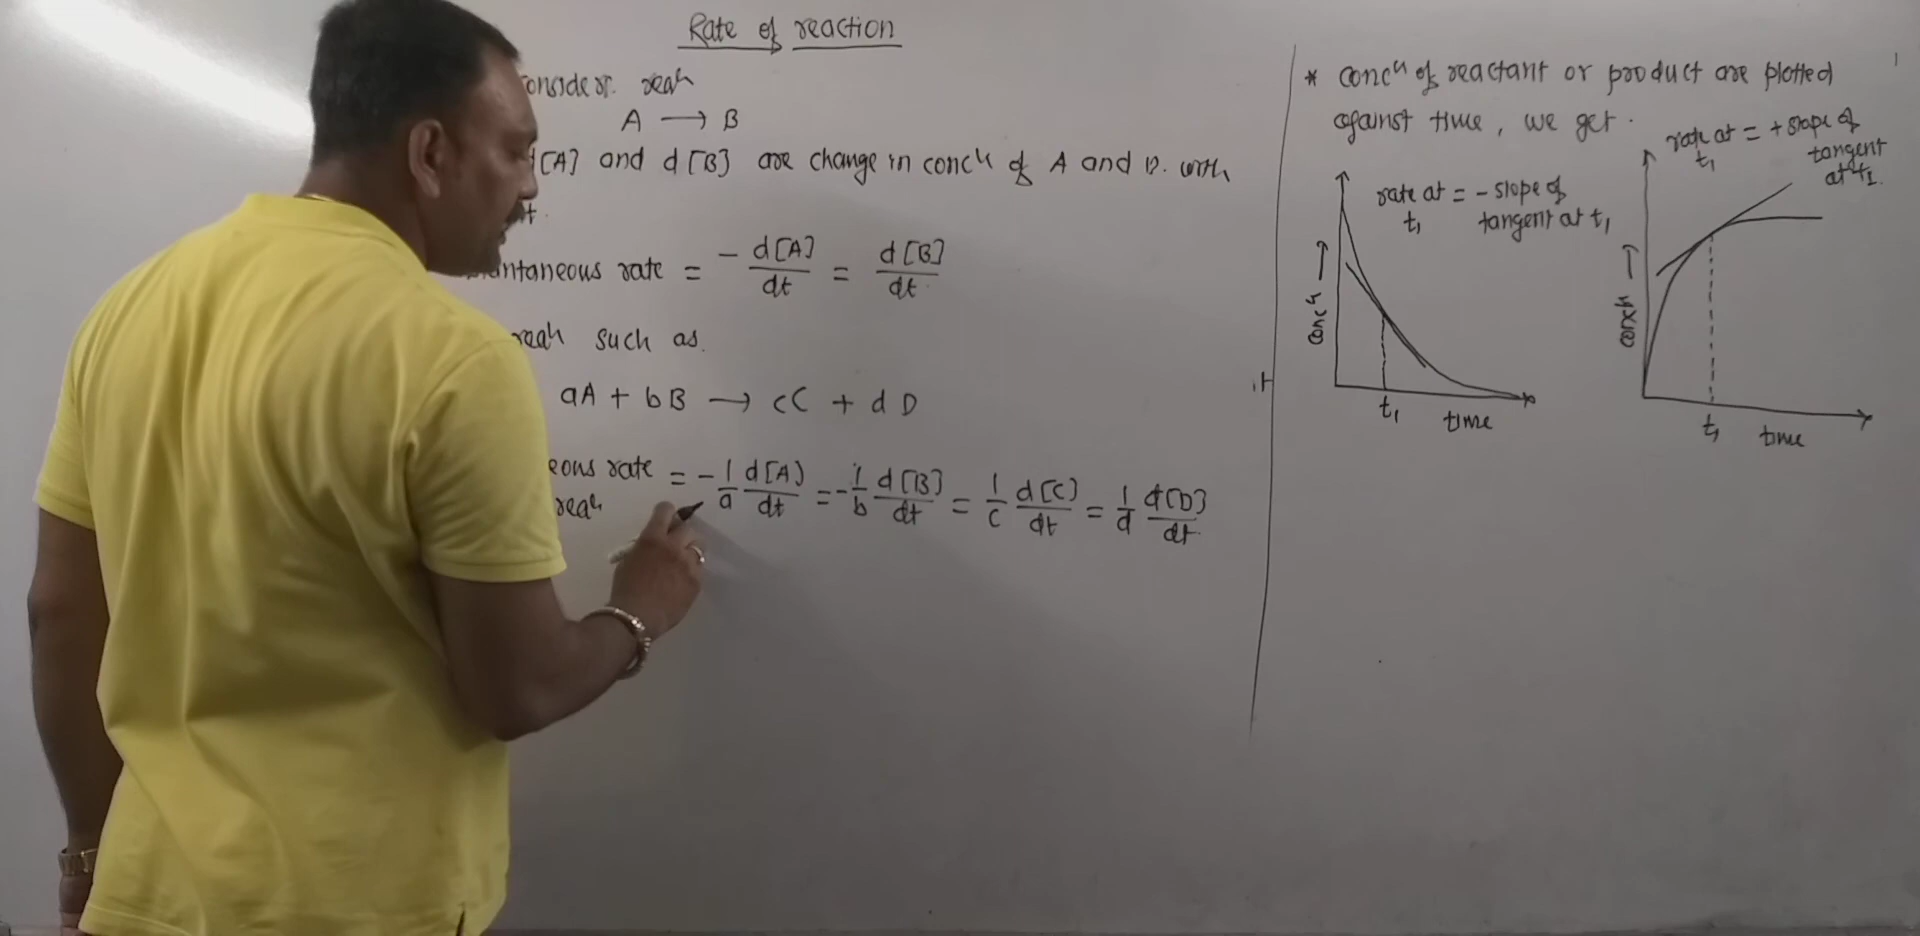 Rate of reaction
onsider reaⁿ
A → B
d[A] and d[B] are change in concⁿ of A and B. with
t.
ntaneous rate = - d[A]/dt = d[B]/dt
reaⁿ such as.
aA + bB → cC + dD
eous rate = - 1/a d[A]/dt = - 1/b d[B]/dt = 1/c d[C]/dt = 1/d d[D]/dt
reaⁿ
* concⁿ of reactant or product are plotted
against time, we get.
rate at t₁ = - slope of
tangent at t₁
concⁿ →
t₁ time
rate at t₁ = + slope of
tangent
at t₁.
concⁿ →
t₁ time